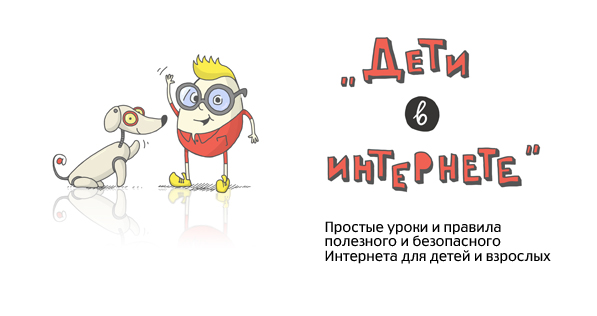 „Дети
в
интернете"
Простые уроки и правила
полезного и безопасного
Интернета для детей и взрослых